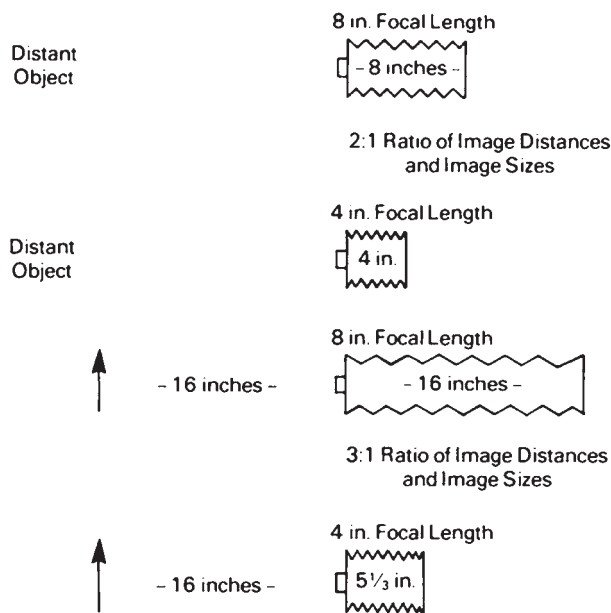 8 in. Focal Length
Distant
Object
- 8 inches -
2:1 Ratio of Image Distances
and Image Sizes
4 in. Focal Length
Distant
Object
4 in.
8 in. Focal Length
- 16 inches -
- 16 inches -
3:1 Ratio of Image Distances
and Image Sizes
4 in. Focal Length
- 16 inches -
5⅓ in.